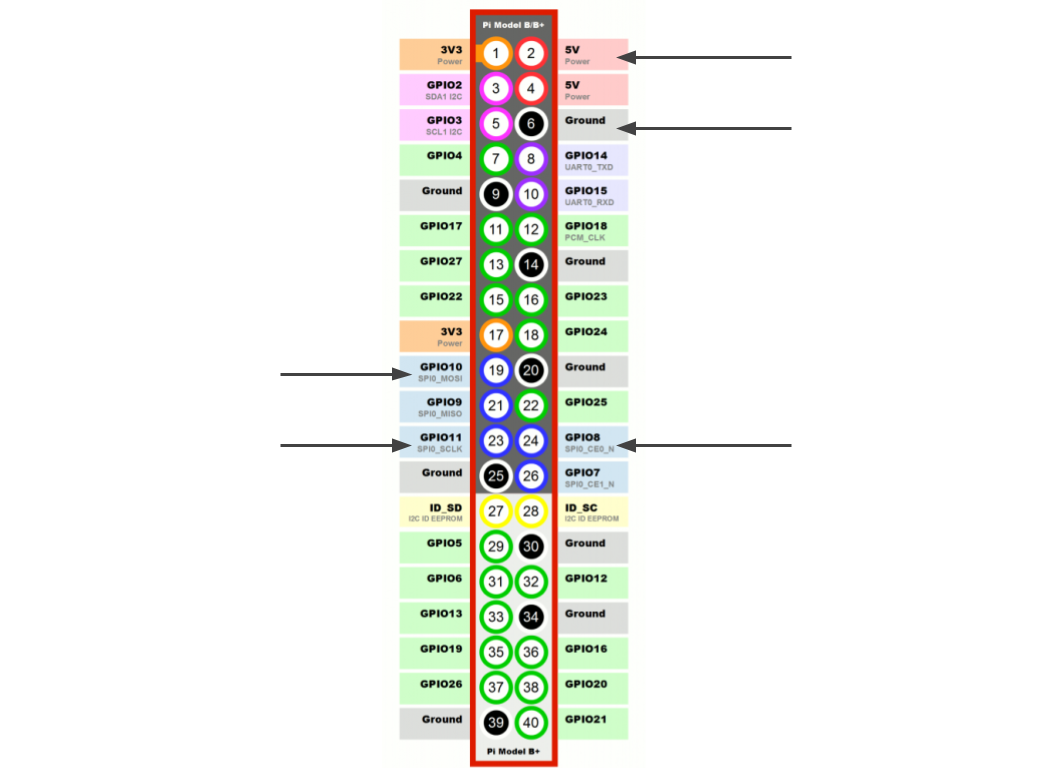 Pi Model B/B+
3V3 1 2 5V
Power Power
GPIO2 3 4 5V
SDA1 I2C Power
GPIO3 5 6 Ground
SCL1 I2C
GPIO4 7 8 GPIO14
UART0_TXD
Ground 9 10 GPIO15
UART0_RXD
GPIO17 11 12 GPIO18
PCM_CLK
GPIO27 13 14 Ground
GPIO22 15 16 GPIO23
3V3 17 18 GPIO24
Power
GPIO10 19 20 Ground
SPI0_MOSI
GPIO9 21 22 GPIO25
SPI0_MISO
GPIO11 23 24 GPIO8
SPI0_SCLK SPI0_CE0_N
Ground 25 26 GPIO7
SPI0_CE1_N
ID_SD 27 28 ID_SC
I2C ID EEPROM I2C ID EEPROM
GPIO5 29 30 Ground
GPIO6 31 32 GPIO12
GPIO13 33 34 Ground
GPIO19 35 36 GPIO16
GPIO26 37 38 GPIO20
Ground 39 40 GPIO21
Pi Model B+